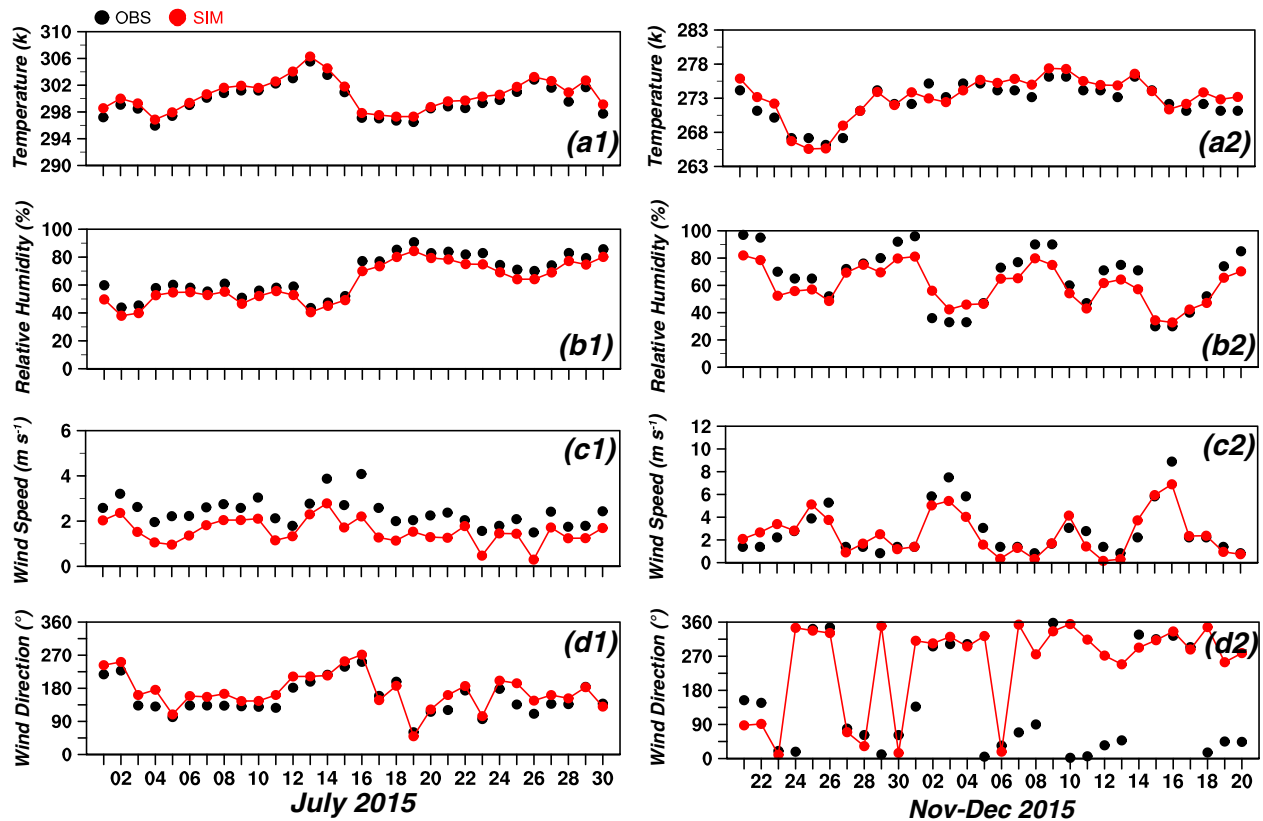 OBS SIM
310
306
302
298
294
290
Temperature (k)
(a1)
283
278
273
268
263
Temperature (k)
(a2)
100
80
60
40
20
0
Relative Humidity (%)
(b1)
100
80
60
40
20
0
Relative Humidity (%)
(b2)
6
4
2
0
Wind Speed (m s-1)
(c1)
12
10
8
6
4
2
0
Wind Speed (m s-1)
(c2)
360
270
180
90
0
Wind Direction (°)
(d1)
02 04 06 08 10 12 14 16 18 20 22 24 26 28 30
July 2015
360
270
180
90
0
Wind Direction (°)
(d2)
22 24 26 28 30 02 04 06 08 10 12 14 16 18 20
Nov-Dec 2015